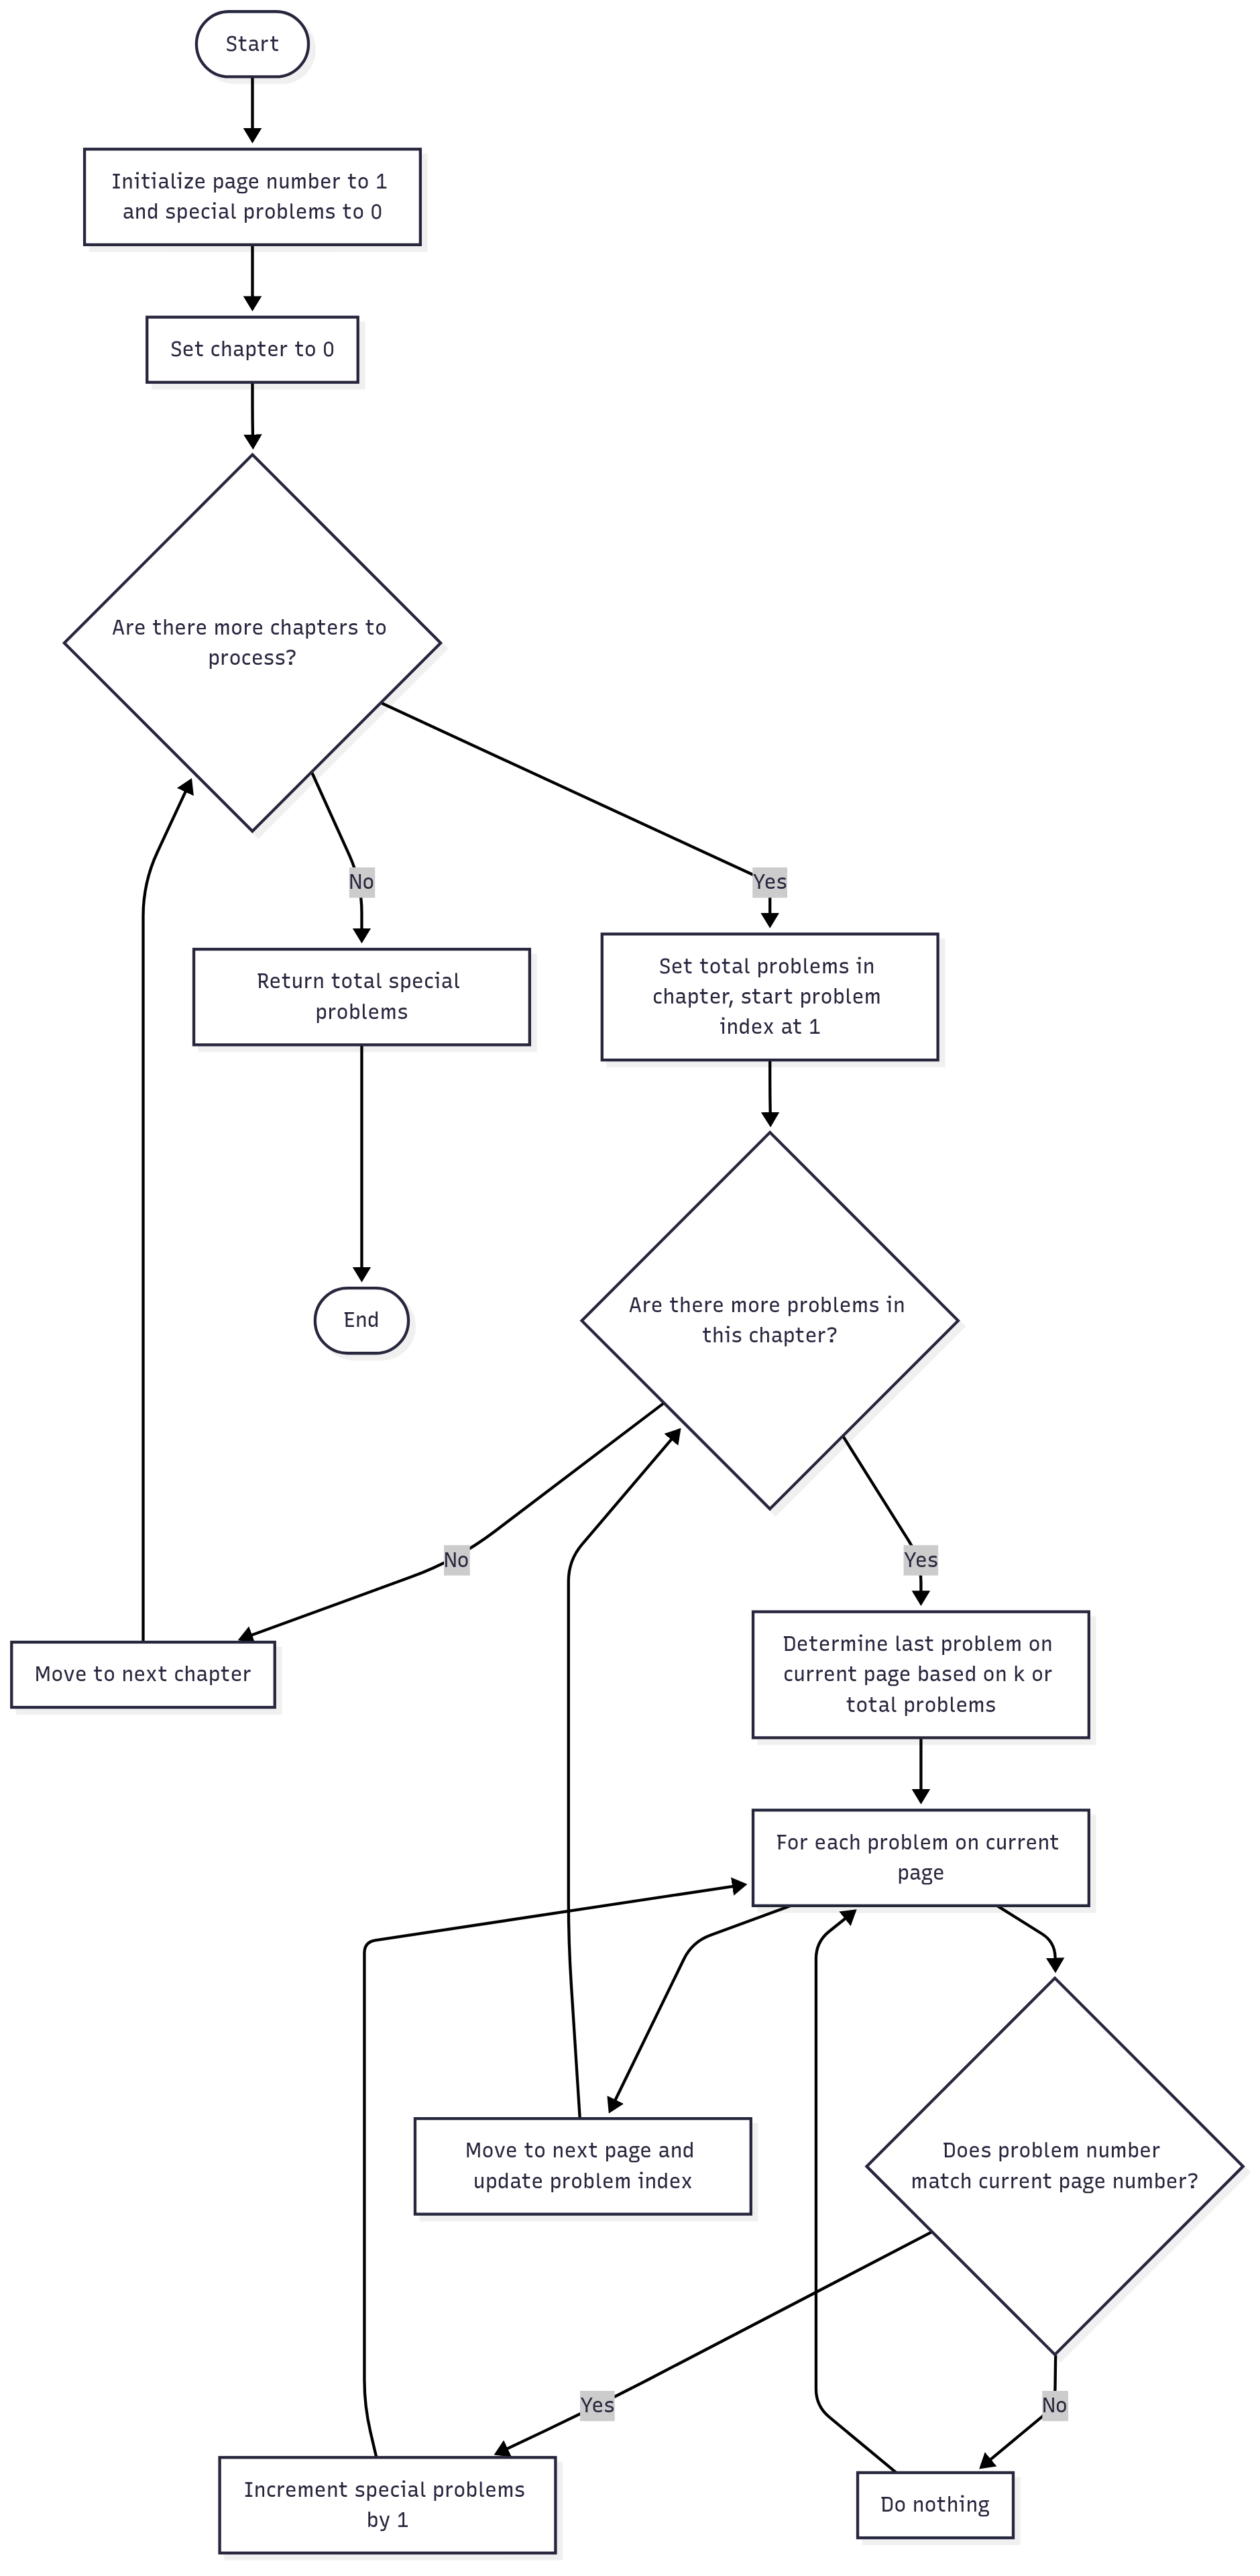 Start
Initialize page number to 1
and special problems to 0
Set chapter to 0
Are there more chapters to
process?
No
Yes
Return total special
problems
Set total problems in
chapter, start problem
index at 1
End
Are there more problems in
this chapter?
No
Yes
Move to next chapter
Determine last problem on
current page based on k or
total problems
For each problem on current
page
Move to next page and
update problem index
Does problem number
match current page number?
Yes
No
Increment special problems
by 1
Do nothing